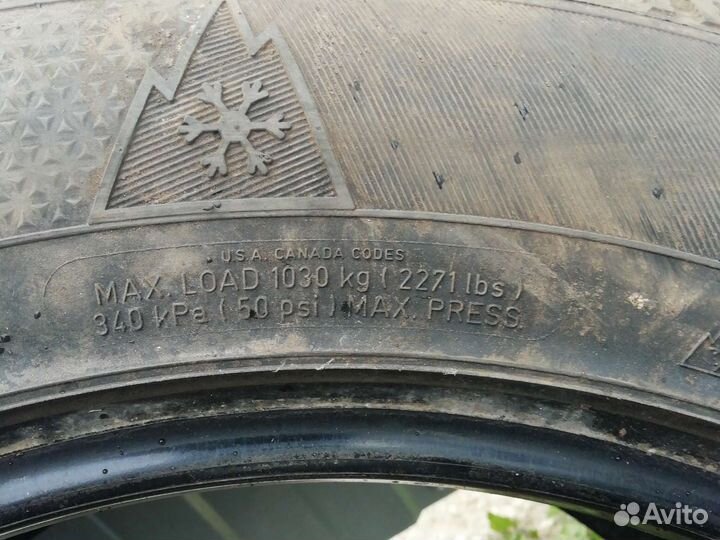 U.S.A. CANADA CODES
MAX. LOAD 1030 kg ( 2271 lbs )
340 kPa ( 50 psi ) MAX. PRESS.
Avito